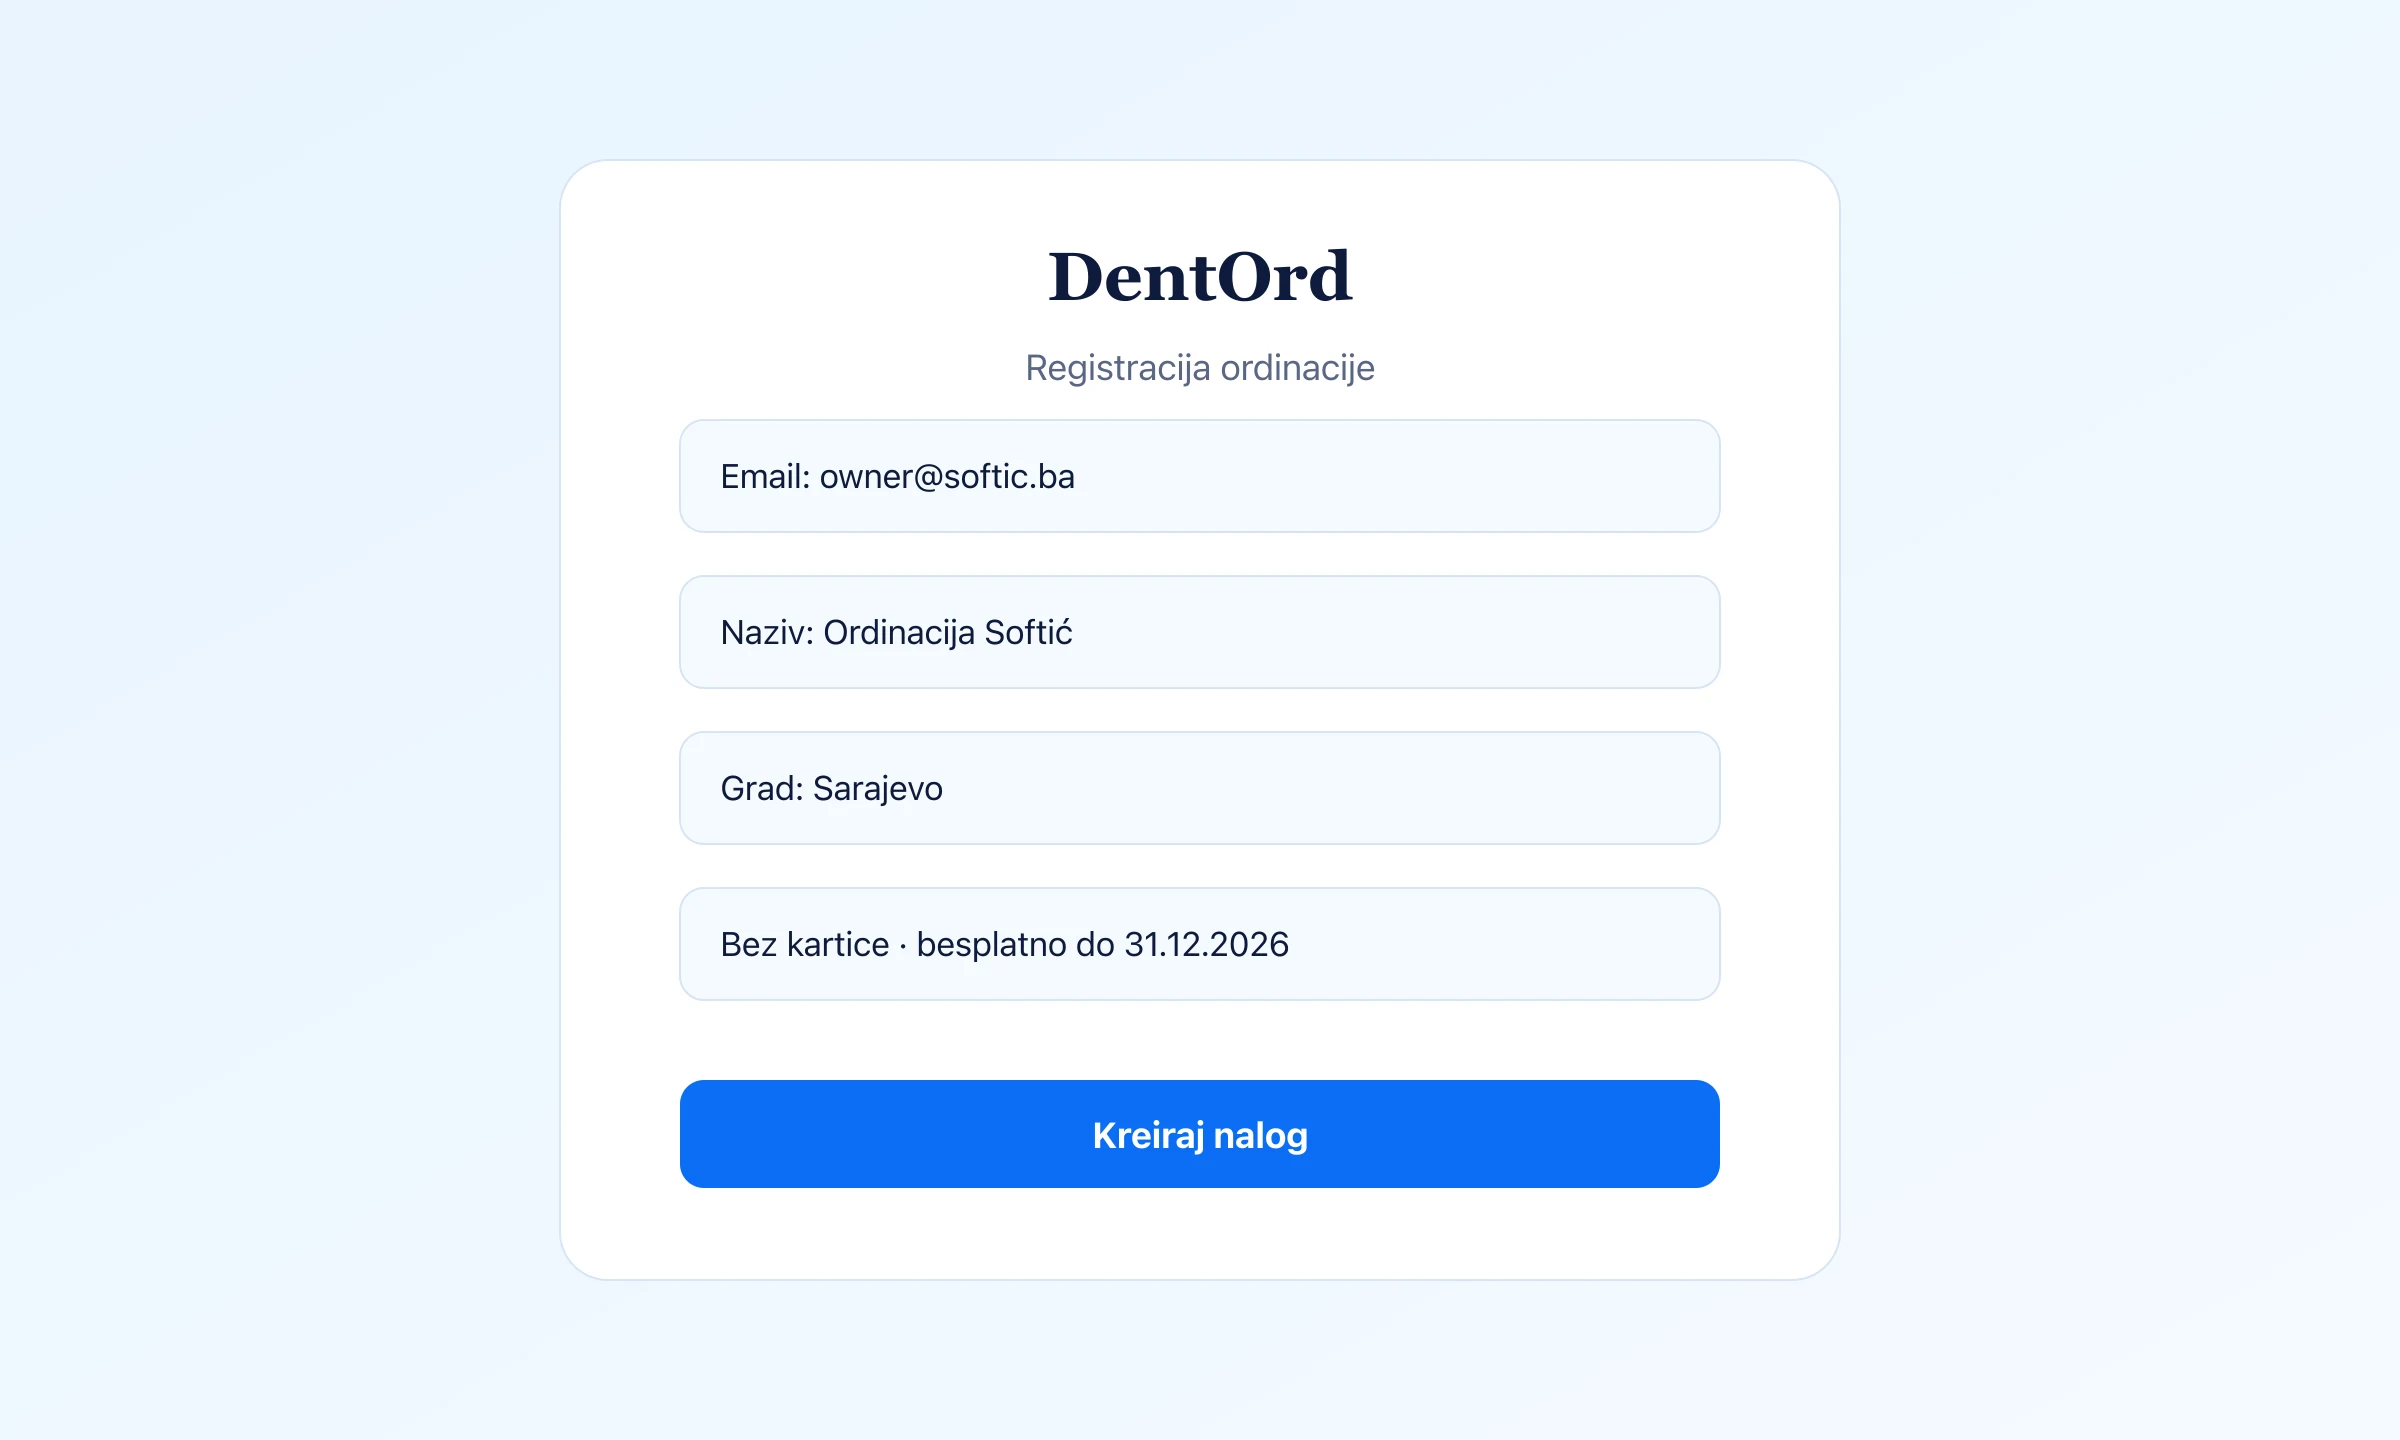 DentOrd
Registracija ordinacije
Email: owner@softic.ba
Naziv: Ordinacija Softić
Grad: Sarajevo
Bez kartice · besplatno do 31.12.2026
Kreiraj nalog